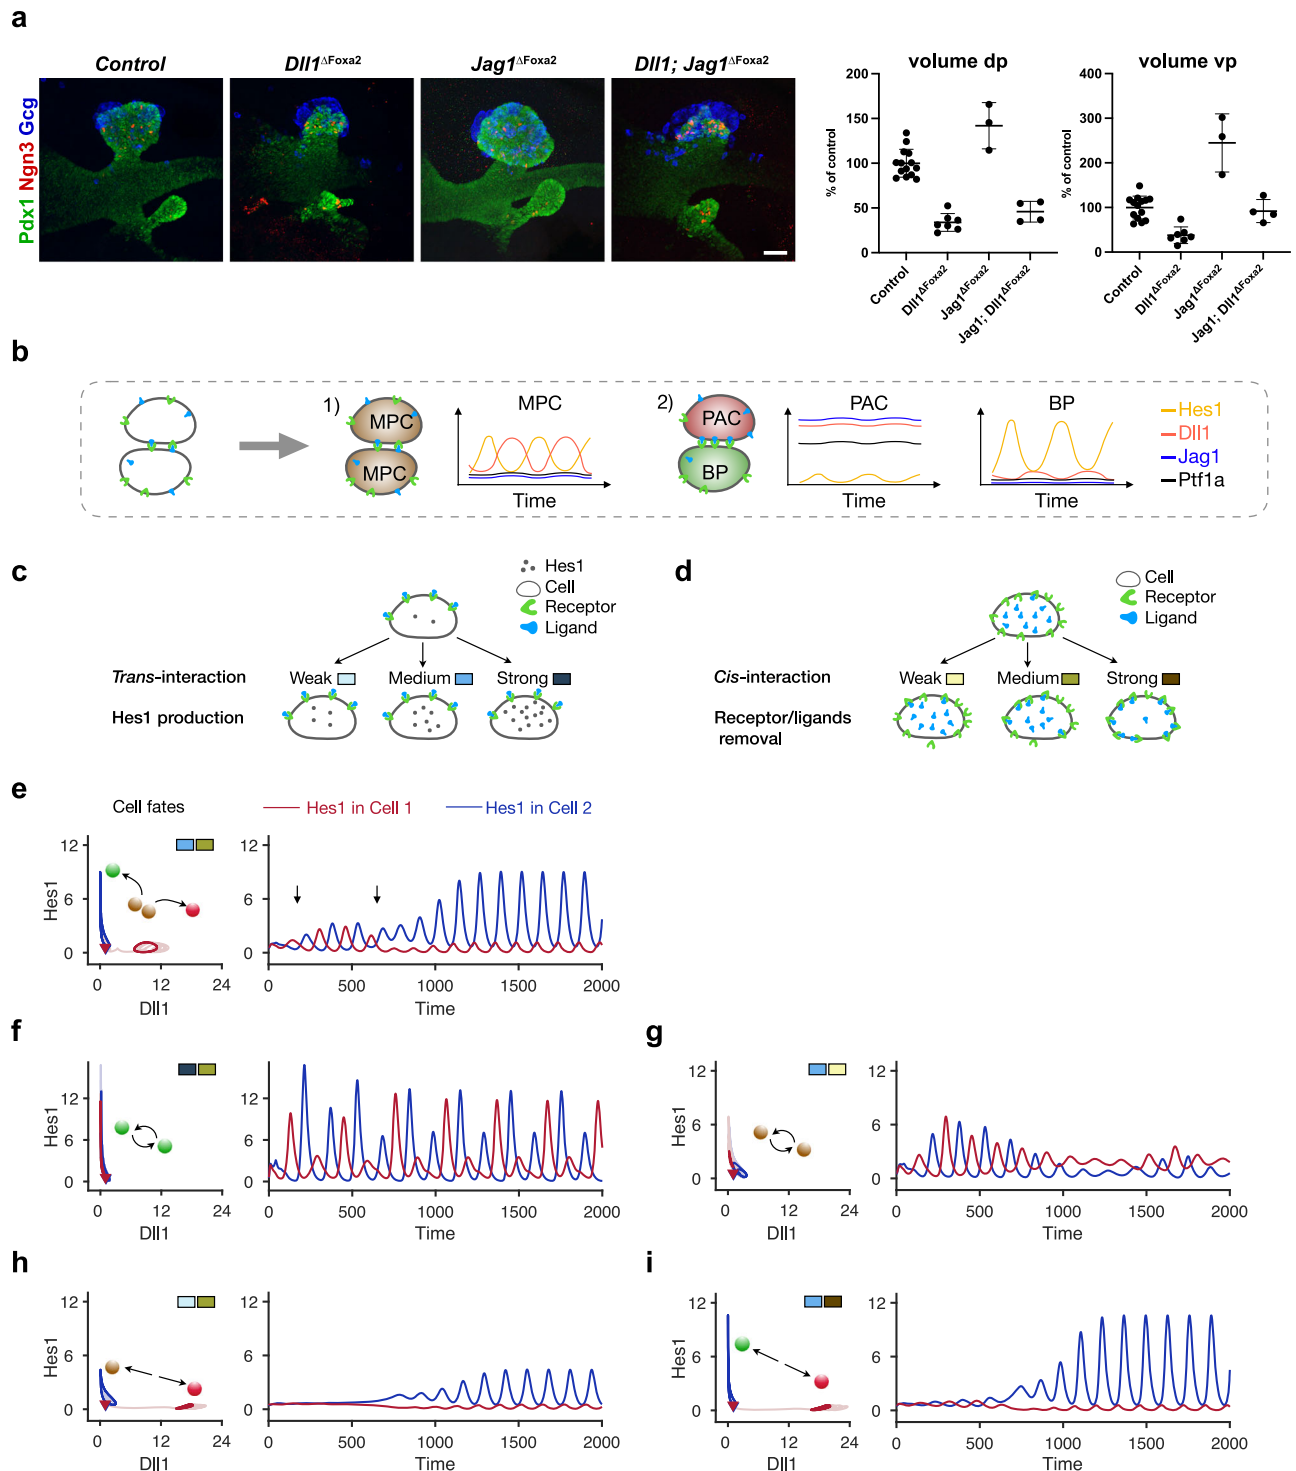 a
Control
Dll1ΔFoxa2
Jag1ΔFoxa2
Dll1; Jag1ΔFoxa2
Pdx1 Ngn3 Gcg
volume dp
% of control
200
150
100
50
0
Control
Dll1ΔFoxa2
Jag1ΔFoxa2
Jag1; Dll1ΔFoxa2
volume vp
% of control
400
300
200
100
0
Control
Dll1ΔFoxa2
Jag1ΔFoxa2
Jag1; Dll1ΔFoxa2
b
1)
MPC
MPC
MPC
Time
2)
PAC
BP
PAC
Time
BP
Time
Hes1
Dll1
Jag1
Ptf1a
c
Hes1
Cell
Receptor
Ligand
Trans-interaction
Weak
Medium
Strong
Hes1 production
d
Cell
Receptor
Ligand
Cis-interaction
Weak
Medium
Strong
Receptor/ligands
removal
e
Cell fates
Hes1 in Cell 1
Hes1 in Cell 2
Hes1
12
6
0
0 12 24
Dll1
12
6
0
0 500 1000 1500 2000
Time
f
Hes1
12
6
0
0 12 24
Dll1
12
6
0
0 500 1000 1500 2000
Time
g
Hes1
12
6
0
0 12 24
Dll1
12
6
0
0 500 1000 1500 2000
Time
h
Hes1
12
6
0
0 12 24
Dll1
12
6
0
0 500 1000 1500 2000
Time
i
Hes1
12
6
0
0 12 24
Dll1
12
6
0
0 500 1000 1500 2000
Time